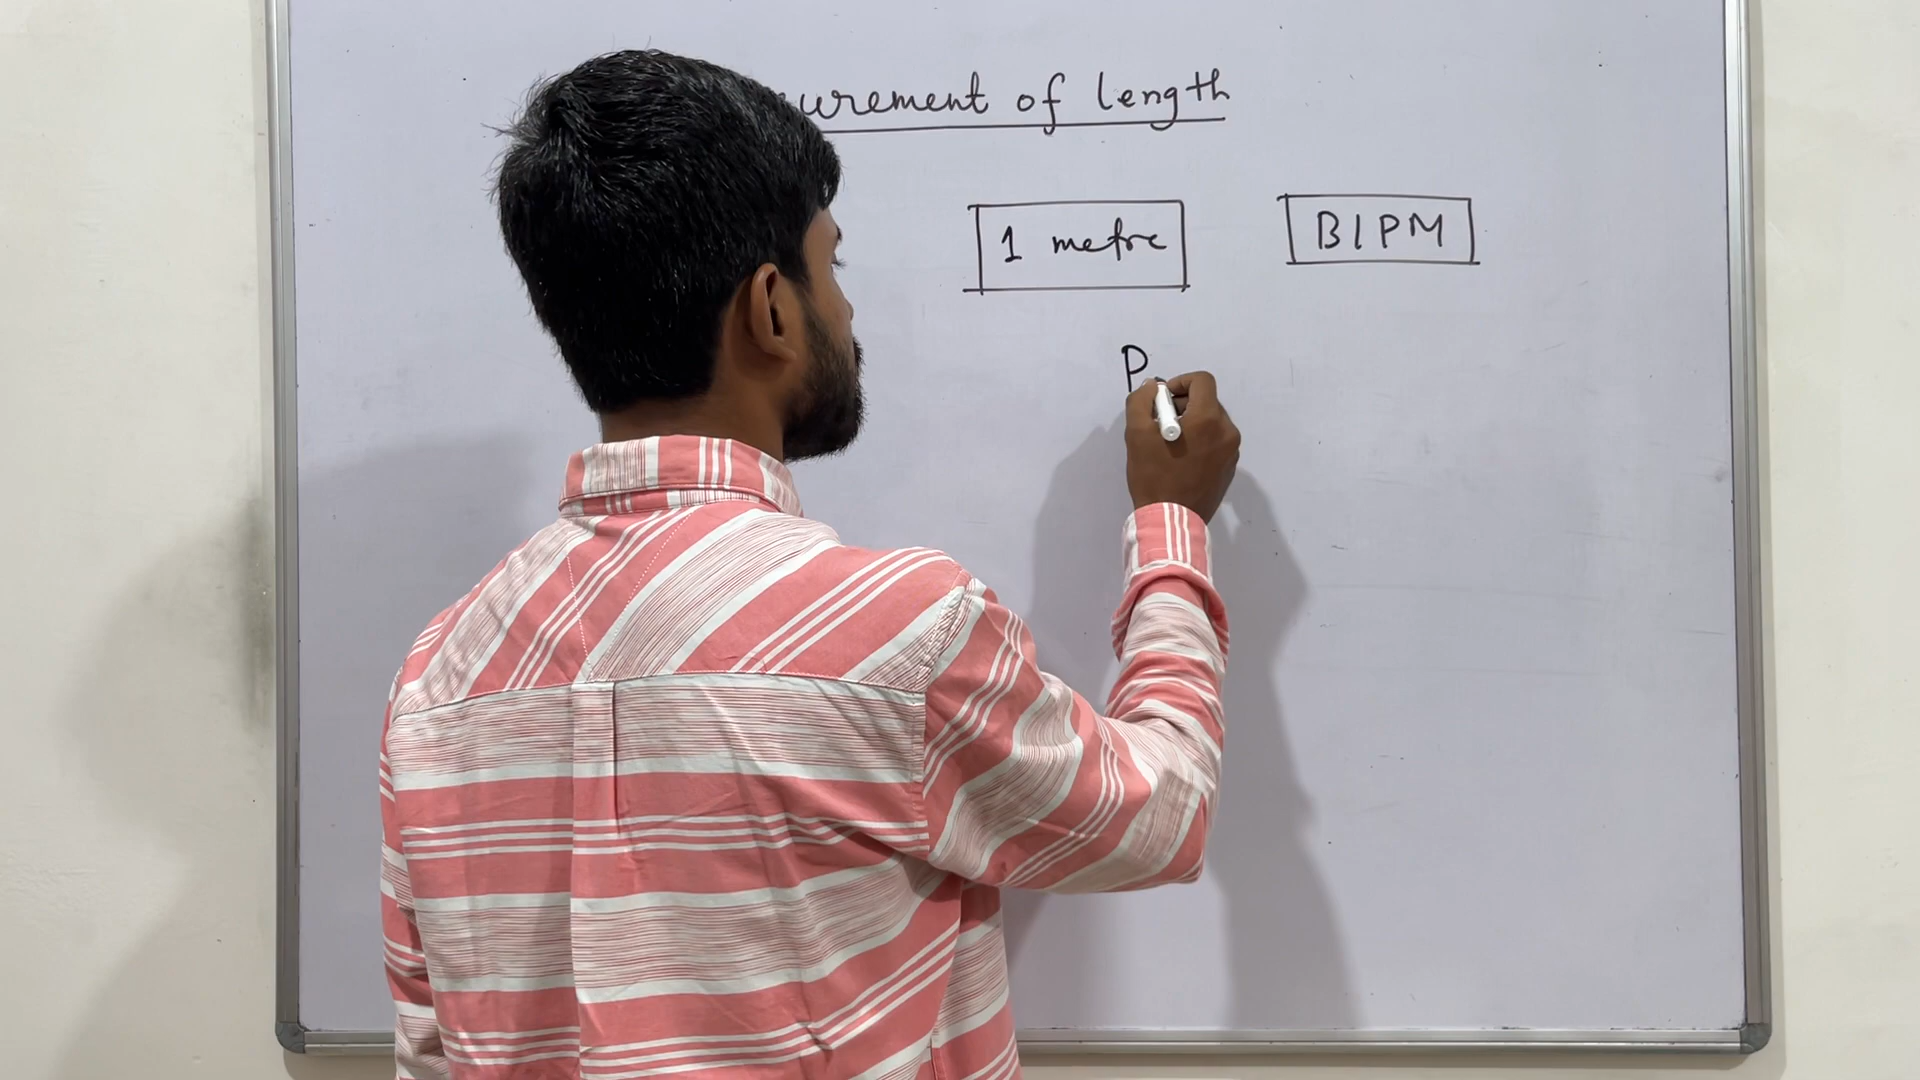 urement of length
1 metre
BIPM
P